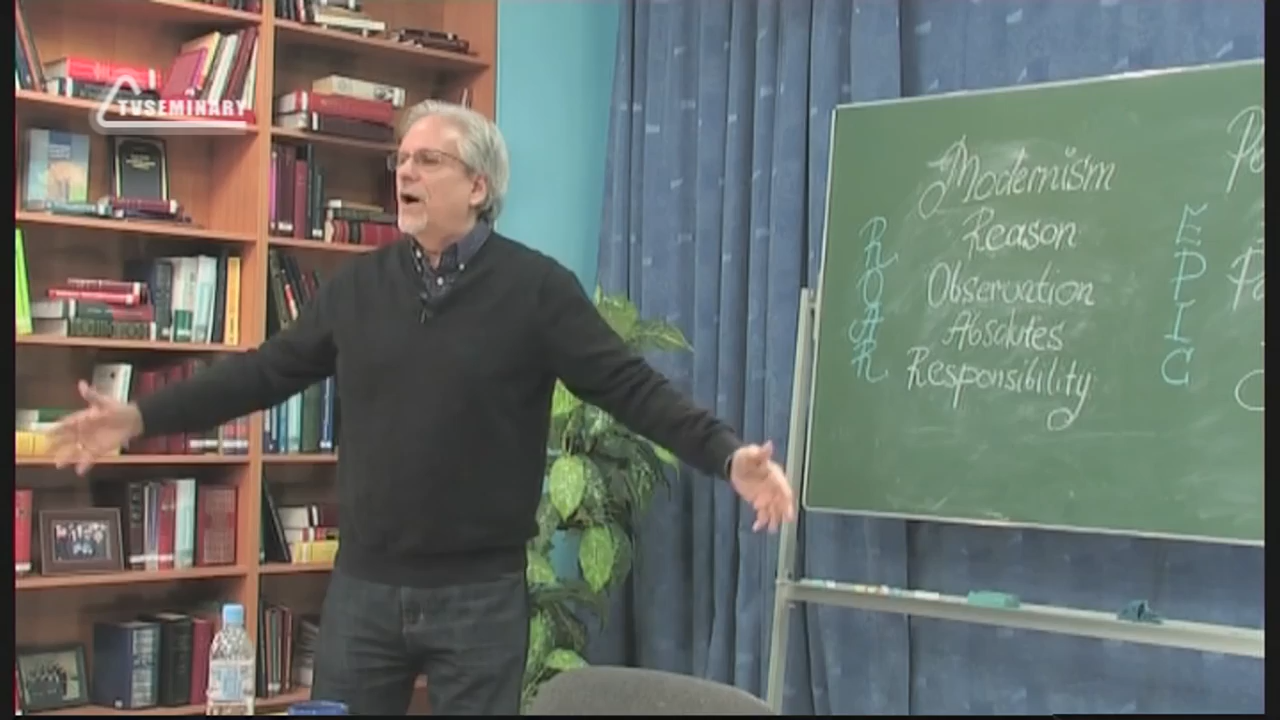 TVSEMINARY
Modernism
R Reason
O Observation
A Absolutes
R Responsibility
E
P
I
C